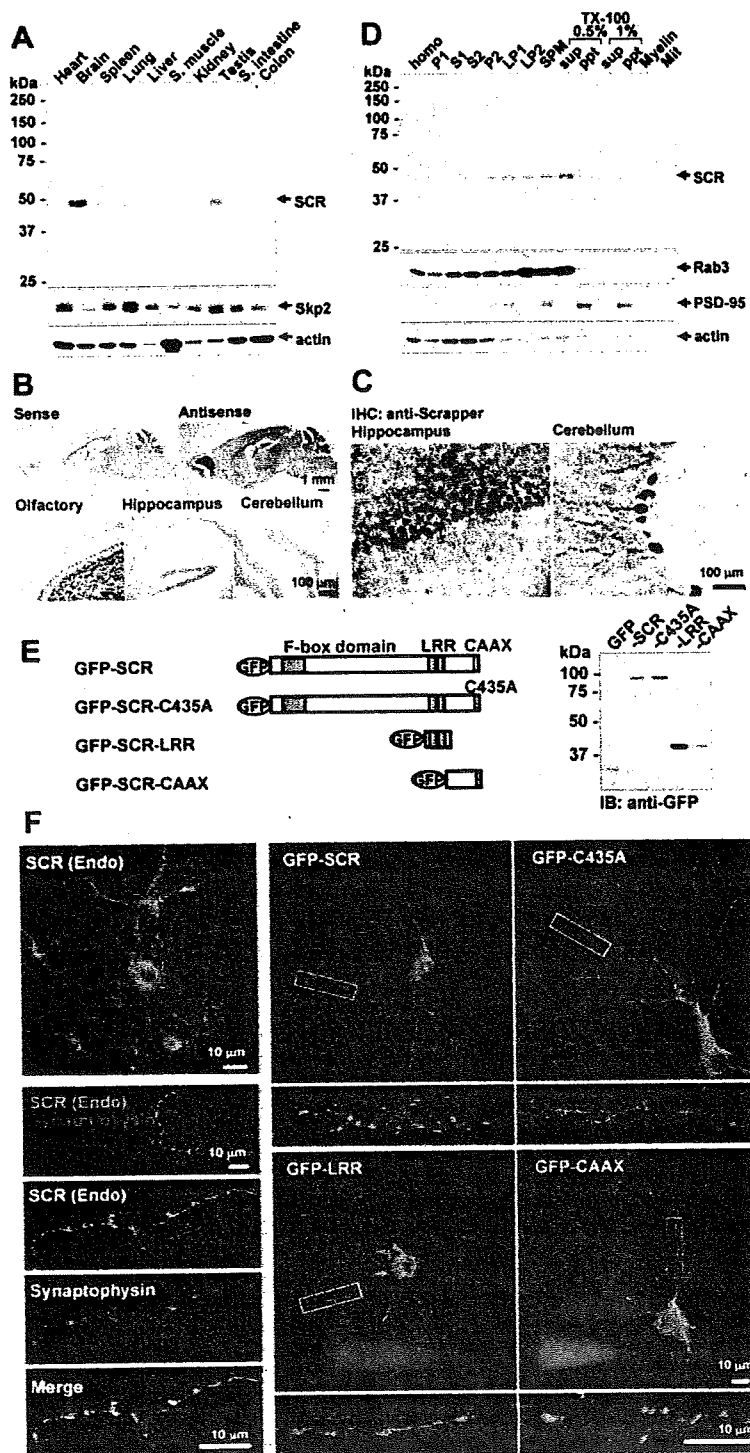 A
Heart
Brain
Spleen
Lung
Liver
S. muscle
Kidney
Testis
S. intestine
Colon
kDa
250 -
150 -
100 -
75 -
50 -
37 -
25 -
SCR
Skp2
actin
D
TX-100
0.5% 1%
homo
P1
S1
S2
P2
LP1
LP2
SPM
sup
ppt
sup
ppt
Myelin
Mit
kDa
250 -
150 -
100 -
75 -
50 -
37 -
25 -
SCR
Rab3
PSD-95
actin
B
Sense Antisense
1 mm
Olfactory Hippocampus Cerebellum
100 µm
C
IHC: anti-Scrapper
Hippocampus Cerebellum
100 µm
E
F-box domain LRR CAAX
GFP-SCR GFP
C435A
GFP-SCR-C435A GFP
GFP-SCR-LRR GFP
GFP-SCR-CAAX GFP
GFP
-SCR
-C435A
-LRR
-CAAX
kDa
100 -
75 -
50 -
37 -
IB: anti-GFP
F
SCR (Endo)
10 µm
SCR (Endo)
10 µm
SCR (Endo)
Synaptophysin
Merge
10 µm
GFP-SCR
GFP-C435A
GFP-LRR
GFP-CAAX
10 µm
10 µm